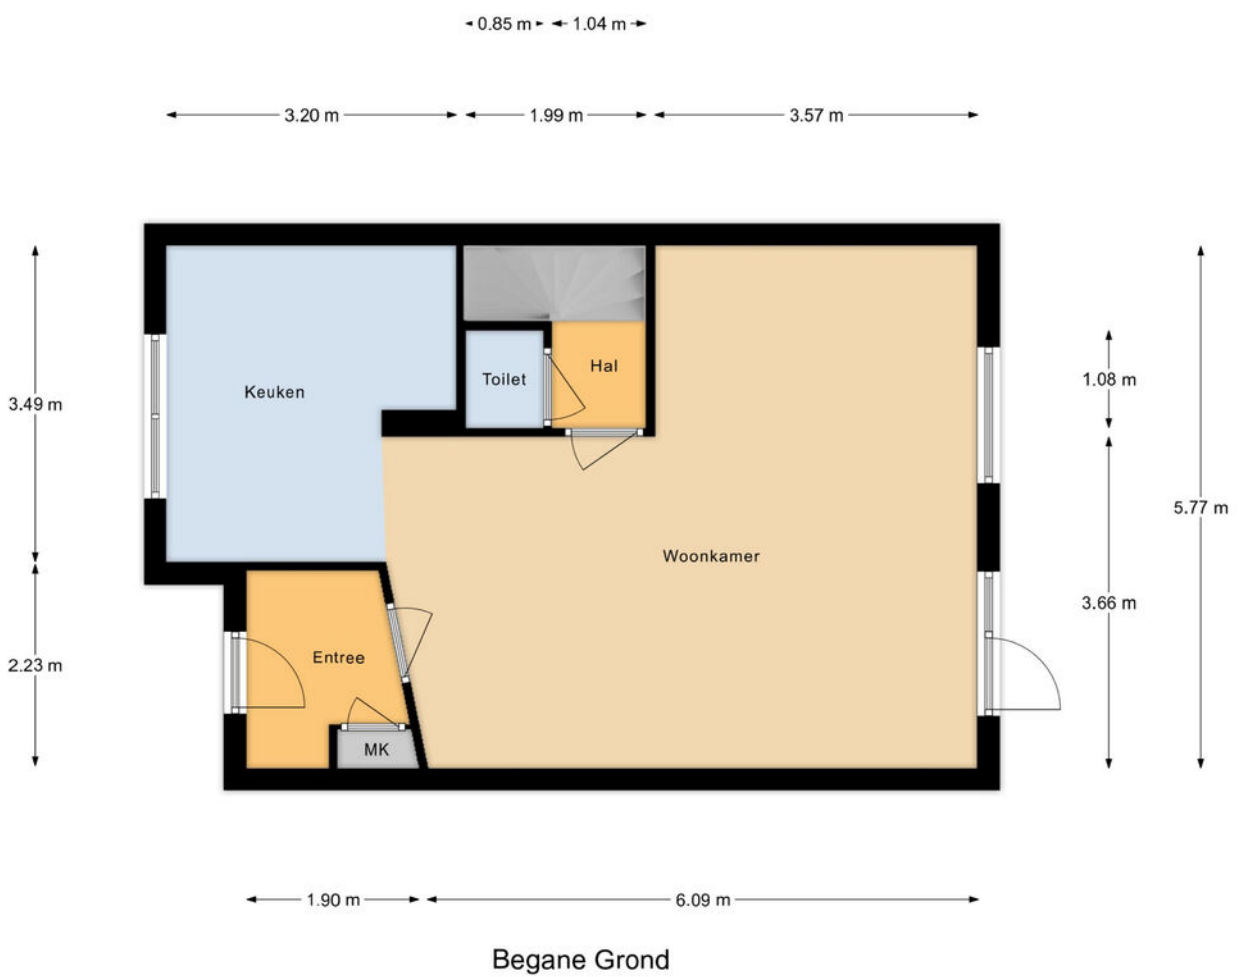 0.85 m 1.04 m
3.20 m 1.99 m 3.57 m
Hal
Toilet
1.08 m
Keuken
3.49 m
5.77 m
Woonkamer
3.66 m
Entree
2.23 m
MK
1.90 m 6.09 m
Begane Grond